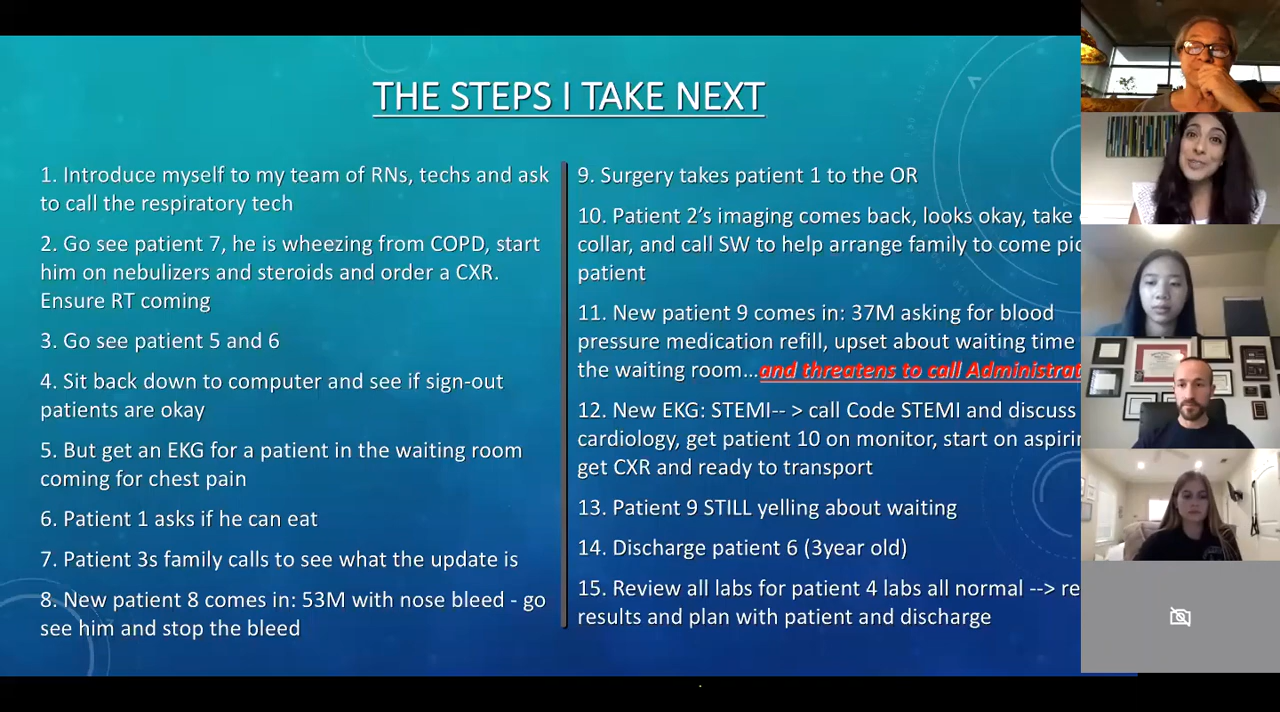 THE STEPS I TAKE NEXT
1. Introduce myself to my team of RNs, techs and ask
to call the respiratory tech
2. Go see patient 7, he is wheezing from COPD, start
him on nebulizers and steroids and order a CXR.
Ensure RT coming
3. Go see patient 5 and 6
4. Sit back down to computer and see if sign-out
patients are okay
5. But get an EKG for a patient in the waiting room
coming for chest pain
6. Patient 1 asks if he can eat
7. Patient 3s family calls to see what the update is
8. New patient 8 comes in: 53M with nose bleed - go
see him and stop the bleed
9. Surgery takes patient 1 to the OR
10. Patient 2’s imaging comes back, looks okay, take
collar, and call SW to help arrange family to come
patient
11. New patient 9 comes in: 37M asking for blood
pressure medication refill, upset about waiting time
the waiting room…and threatens to call
12. New EKG: STEMI-- > call Code STEMI and discuss
cardiology, get patient 10 on monitor, start on
get CXR and ready to transport
13. Patient 9 STILL yelling about waiting
14. Discharge patient 6 (3year old)
15. Review all labs for patient 4 labs all normal -->
results and plan with patient and discharge